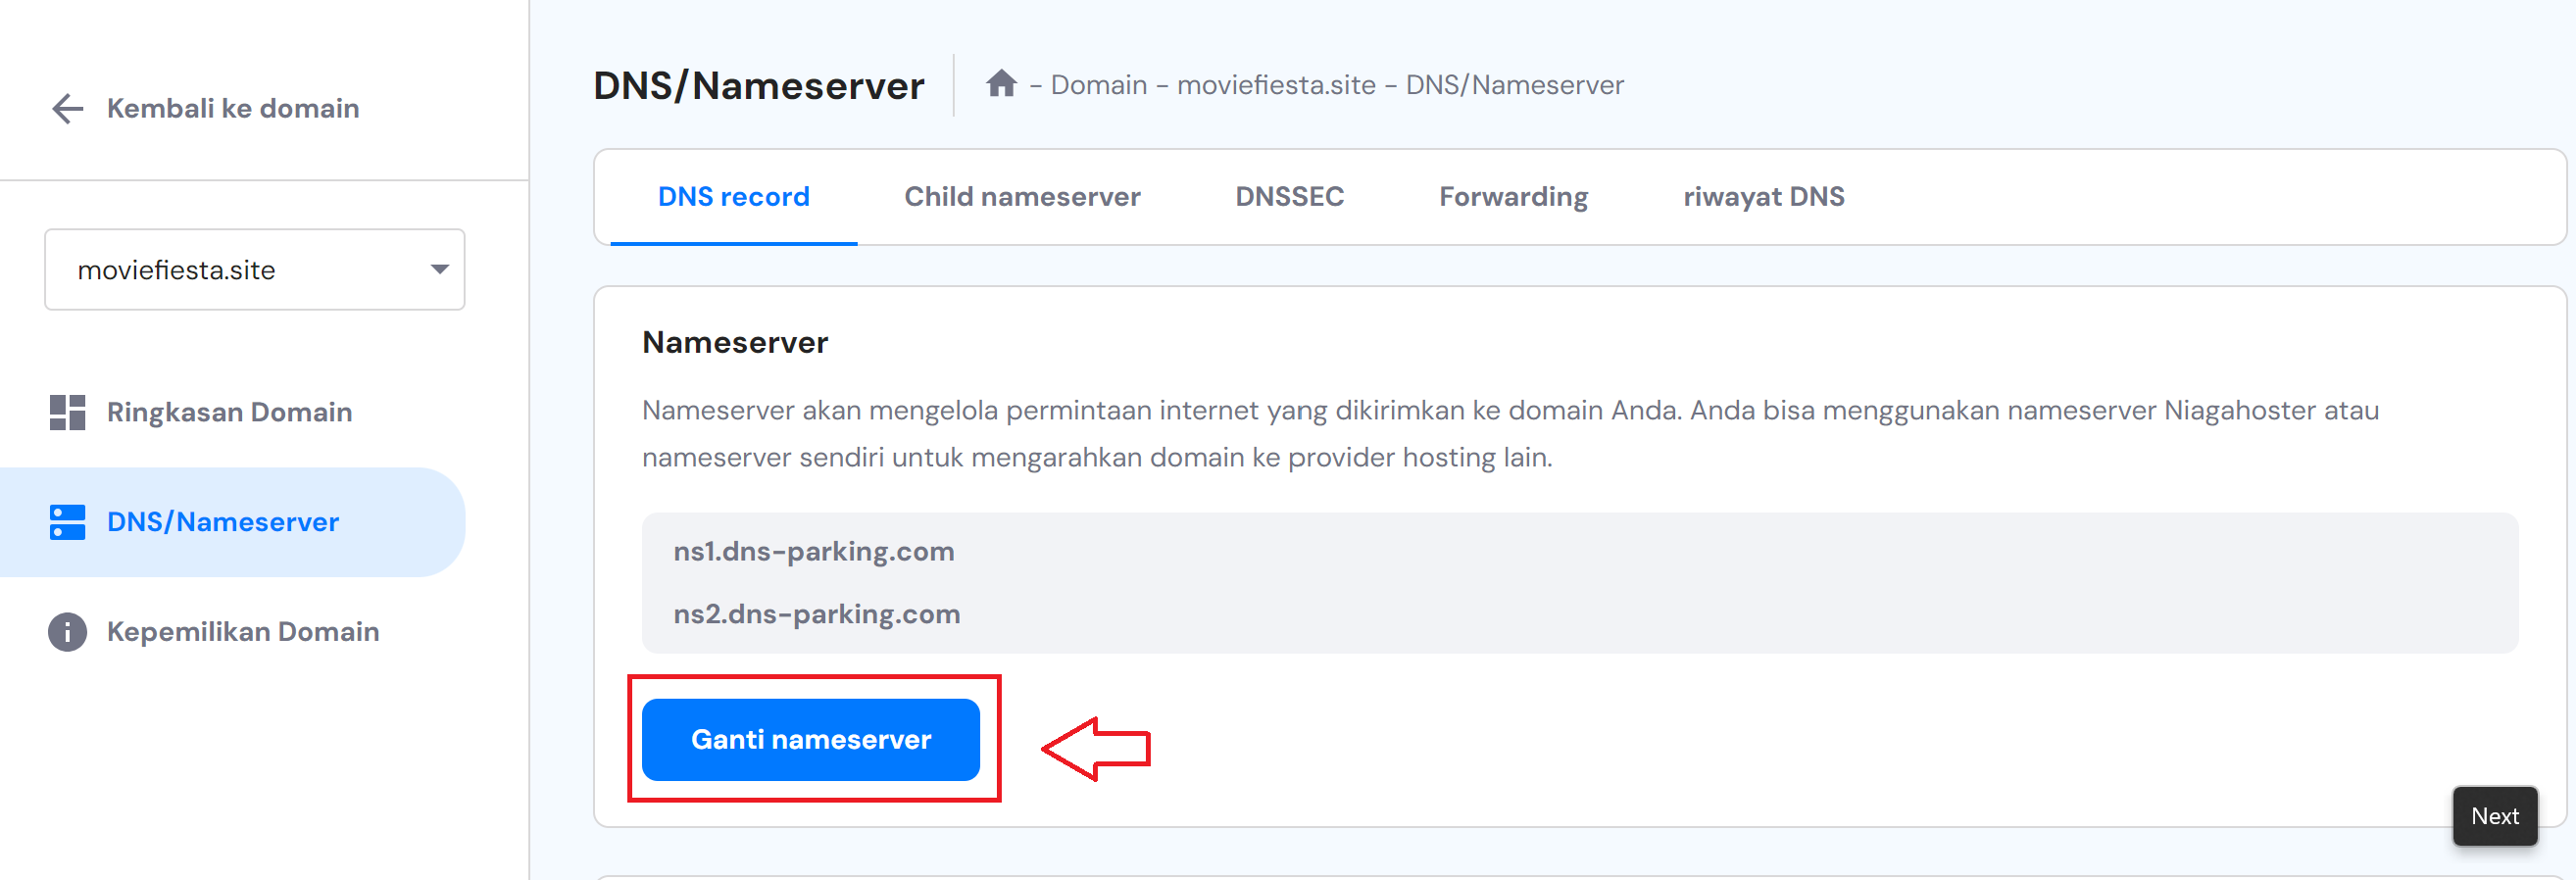 Kembali ke domain
moviefiesta.site
Ringkasan Domain
DNS/Nameserver
Kepemilikan Domain
DNS/Nameserver
– Domain – moviefiesta.site – DNS/Nameserver
DNS record
Child nameserver
DNSSEC
Forwarding
riwayat DNS
Nameserver
Nameserver akan mengelola permintaan internet yang dikirimkan ke domain Anda. Anda bisa menggunakan nameserver Niagahoster atau
nameserver sendiri untuk mengarahkan domain ke provider hosting lain.
ns1.dns-parking.com
ns2.dns-parking.com
Ganti nameserver
Next